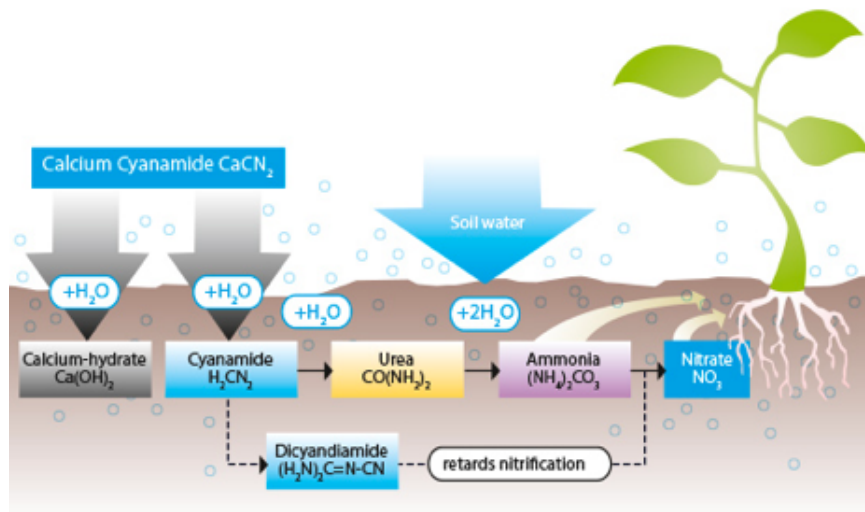 Calcium Cyanamide CaCN₂
Soil water
+H₂O
+H₂O
+H₂O
+2H₂O
Calcium-hydrate
Ca(OH)₂
Cyanamide
H₂CN₂
Urea
CO(NH₂)₂
Ammonia
(NH₄)₂CO₃
Nitrate
NO₃
Dicyandiamide
(H₂N)₂C=N-CN
retards nitrification